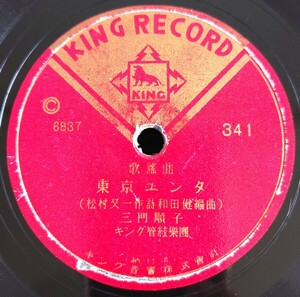 KING RECORD
KING
Ⓒ
6837
341
歌謡曲
東京ユンタ
(松村又一作詩和田健編曲)
三門順子
キング管絃樂團